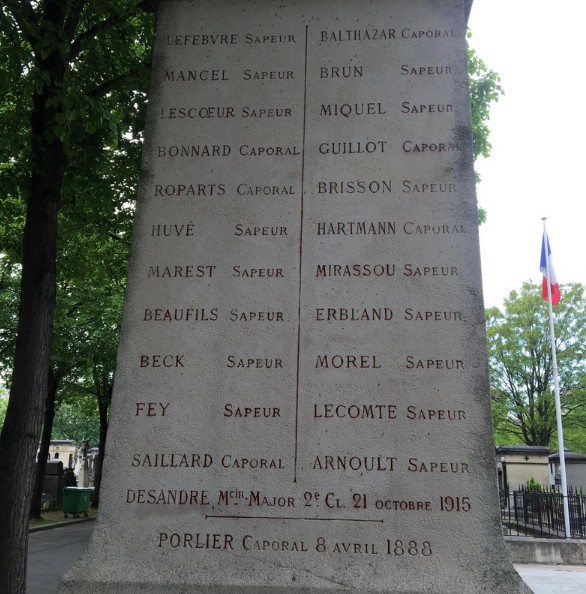 LEFEBVRE SAPEUR BALTHAZAR CAPORAL
MANCEL SAPEUR BRUN SAPEUR
LESCŒUR SAPEUR MIQUEL SAPEUR
BONNARD CAPORAL GUILLOT CAPORAL
ROPARTS CAPORAL BRISSON SAPEUR
HUVÉ SAPEUR HARTMANN CAPORAL
MAREST SAPEUR MIRASSOU SAPEUR
BEAUFILS SAPEUR ERBLAND SAPEUR
BECK SAPEUR MOREL SAPEUR
FEY SAPEUR LECOMTE SAPEUR
SAILLARD CAPORAL ARNOULT SAPEUR
DESANDRE Mcin-MAJOR 2e CL. 21 OCTOBRE 1915
PORLIER CAPORAL 8 AVRIL 1888